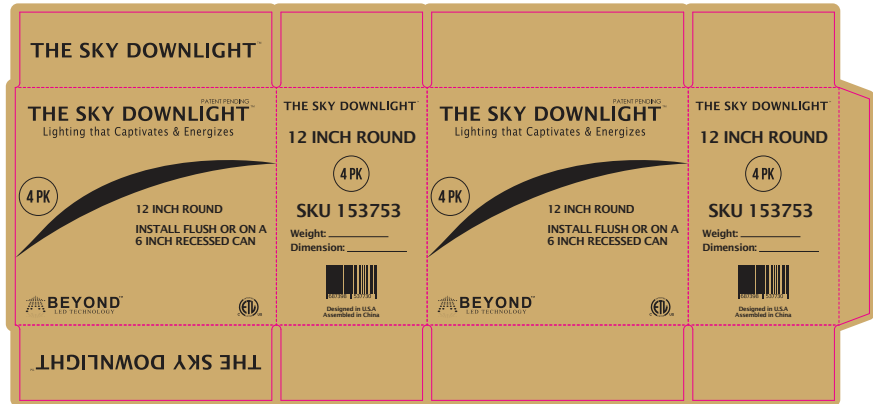 THE SKY DOWNLIGHT™
PATENT PENDING
THE SKY DOWNLIGHT™
Lighting that Captivates & Energizes
4 PK
12 INCH ROUND
INSTALL FLUSH OR ON A
6 INCH RECESSED CAN
BEYOND™
LED TECHNOLOGY
C ETL US
THE SKY DOWNLIGHT™
12 INCH ROUND
4 PK
SKU 153753
Weight:
Dimension:
Designed in U.S.A
Assembled in China
PATENT PENDING
THE SKY DOWNLIGHT™
Lighting that Captivates & Energizes
4 PK
12 INCH ROUND
INSTALL FLUSH OR ON A
6 INCH RECESSED CAN
BEYOND™
LED TECHNOLOGY
C ETL US
THE SKY DOWNLIGHT™
12 INCH ROUND
4 PK
SKU 153753
Weight:
Dimension:
Designed in U.S.A
Assembled in China
THE SKY DOWNLIGHT™